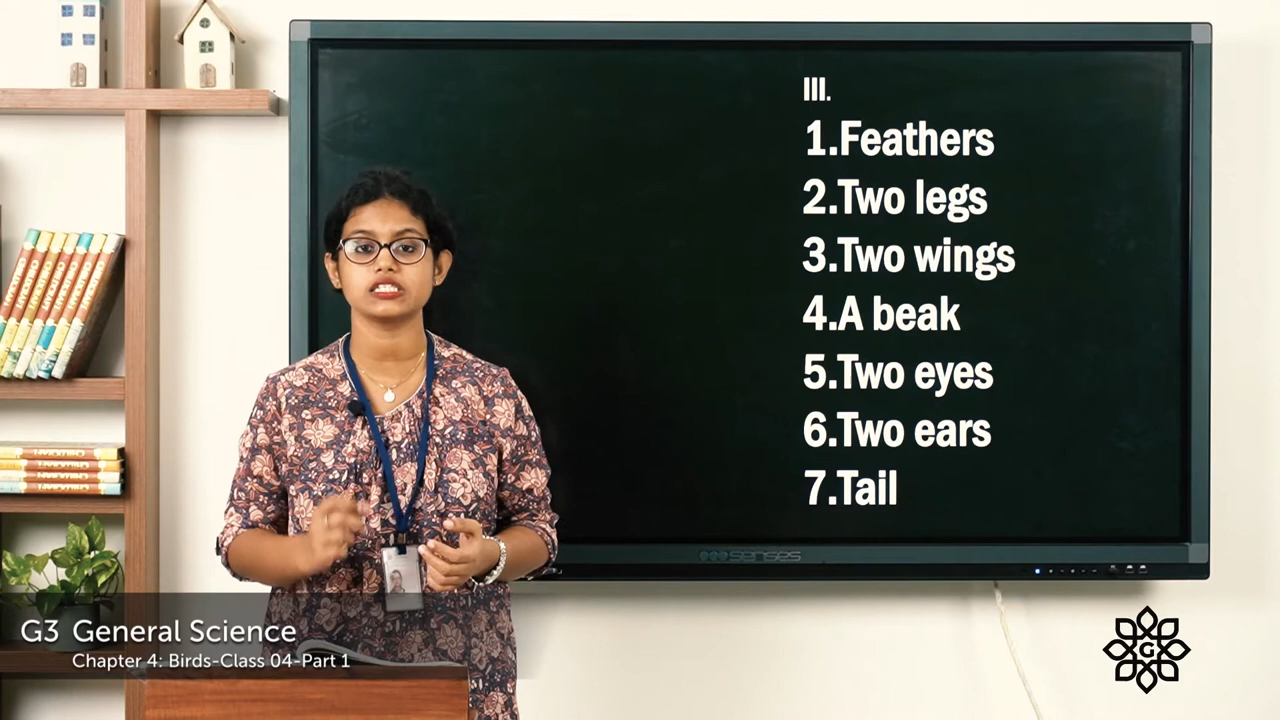 III.
1.Feathers
2.Two legs
3.Two wings
4.A beak
5.Two eyes
6.Two ears
7.Tail
senses
G3 General Science
Chapter 4: Birds-Class 04-Part 1
G